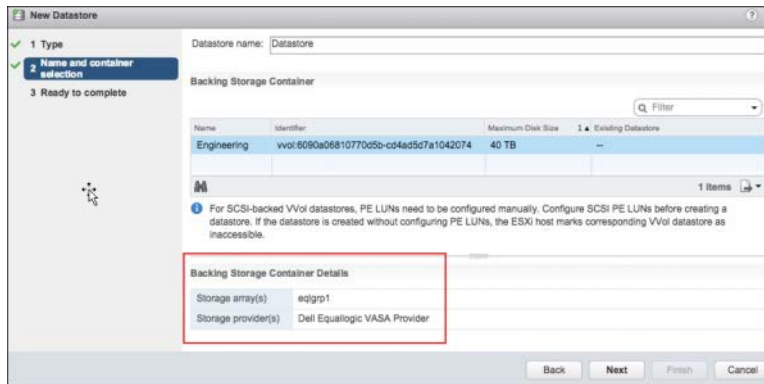 New Datastore
1 Type
2 Name and container selection
3 Ready to complete
Datastore name: Datastore
Backing Storage Container
Filter
Name Identifier Maximum Disk Size 1 Existing Datastore
Engineering vvol:6090a06810770d5b-cd4ad5d7a1042074 40 TB --
1 items
For SCSI-backed VVol datastores, PE LUNs need to be configured manually. Configure SCSI PE LUNs before creating a
datastore. If the datastore is created without configuring PE LUNs, the ESXi host marks corresponding VVol datastore as
inaccessible.
Backing Storage Container Details
Storage array(s) eqlgrp1
Storage provider(s) Dell Equallogic VASA Provider
Back Next Finish Cancel